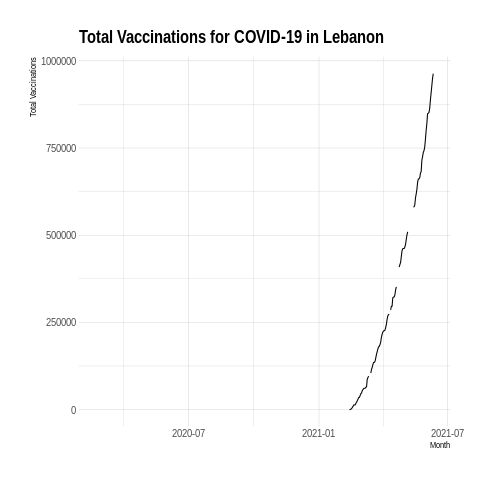 Total Vaccinations for COVID-19 in Lebanon
Total Vaccinations
1000000
750000
500000
250000
0
2020-07
2021-01
2021-07
Month